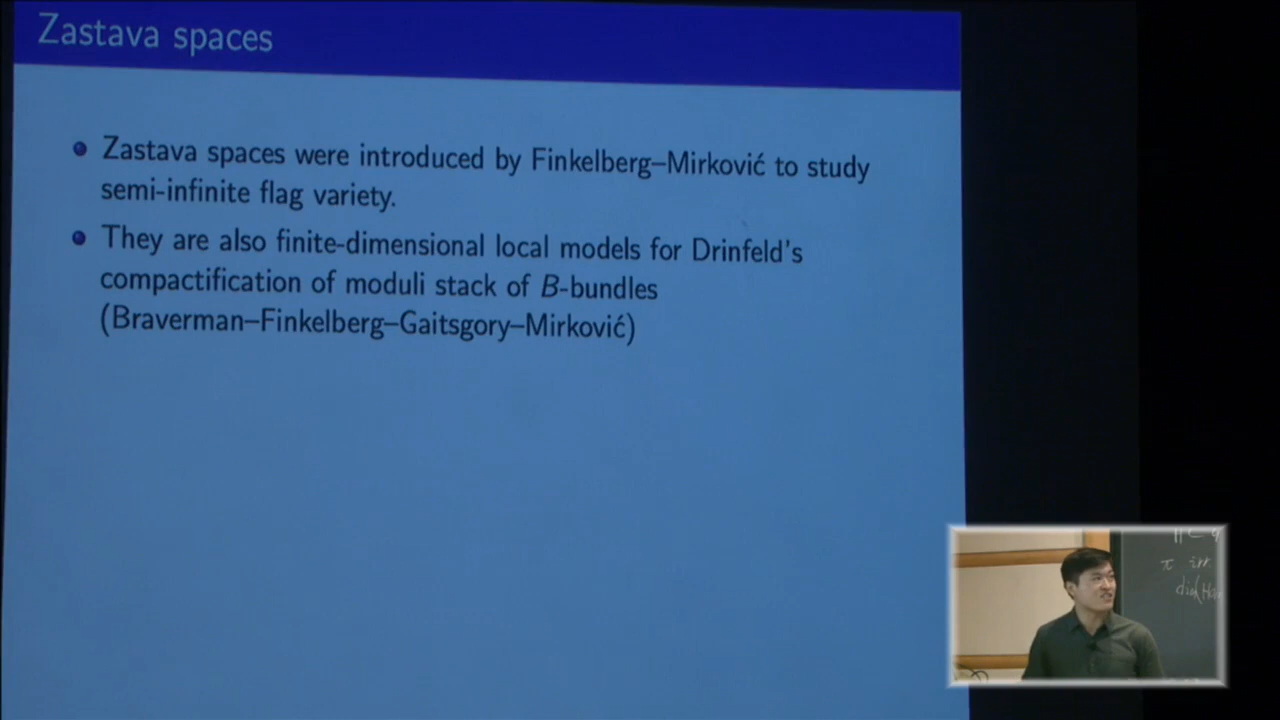 Zastava spaces
Zastava spaces were introduced by Finkelberg–Mirković to study
semi-infinite flag variety.
They are also finite-dimensional local models for Drinfeld's
compactification of moduli stack of B-bundles
(Braverman–Finkelberg–Gaitsgory–Mirković)
π irr.